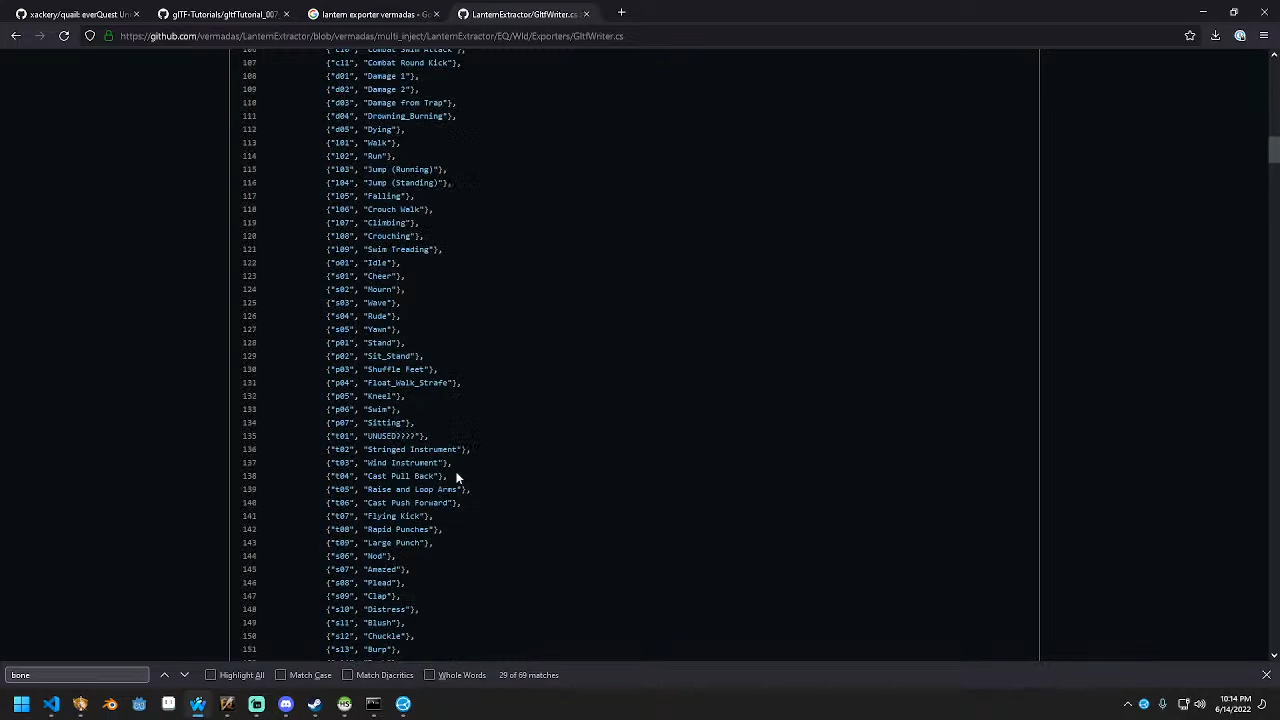 xackery/quail: everQuest Uni
glTF-Tutorials/gltfTutorial_007_
lantern exporter vermadas - Go
LanternExtractor/GltfWriter.cs
https://github.com/vermadas/LanternExtractor/blob/vermadas/multi_inject/LanternExtractor/EQ/Wld/Exporters/GltfWriter.cs
106 {"c10", "Combat Swim Attack"},
107 {"c11", "Combat Round Kick"},
108 {"d01", "Damage 1"},
109 {"d02", "Damage 2"},
110 {"d03", "Damage from Trap"},
111 {"d04", "Drowning_Burning"},
112 {"d05", "Dying"},
113 {"l01", "Walk"},
114 {"l02", "Run"},
115 {"l03", "Jump (Running)"},
116 {"l04", "Jump (Standing)"},
117 {"l05", "Falling"},
118 {"l06", "Crouch Walk"},
119 {"l07", "Climbing"},
120 {"l08", "Crouching"},
121 {"l09", "Swim Treading"},
122 {"o01", "Idle"},
123 {"s01", "Cheer"},
124 {"s02", "Mourn"},
125 {"s03", "Wave"},
126 {"s04", "Rude"},
127 {"s05", "Yawn"},
128 {"p01", "Stand"},
129 {"p02", "Sit_Stand"},
130 {"p03", "Shuffle Feet"},
131 {"p04", "Float_Walk_Strafe"},
132 {"p05", "Kneel"},
133 {"p06", "Swim"},
134 {"p07", "Sitting"},
135 {"t01", "UNUSED????"},
136 {"t02", "Stringed Instrument"},
137 {"t03", "Wind Instrument"},
138 {"t04", "Cast Pull Back"},
139 {"t05", "Raise and Loop Arms"},
140 {"t06", "Cast Push Forward"},
141 {"t07", "Flying Kick"},
142 {"t08", "Rapid Punches"},
143 {"t09", "Large Punch"},
144 {"s06", "Nod"},
145 {"s07", "Amazed"},
146 {"s08", "Plead"},
147 {"s09", "Clap"},
148 {"s10", "Distress"},
149 {"s11", "Blush"},
150 {"s12", "Chuckle"},
151 {"s13", "Burp"},
bone Highlight All Match Case Match Diacritics Whole Words 29 of 69 matches
10:14 PM
6/14/2022